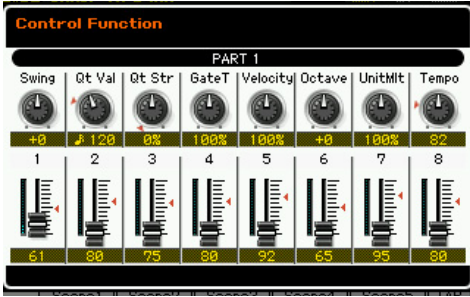 Control Function
PART 1
Swing Qt Val Qt Str GateT Velocity Octave UnitMlt Tempo
+0 ♪ 120 0% 100% 100% +0 100% 82
1 2 3 4 5 6 7 8
61 80 75 80 92 65 95 80